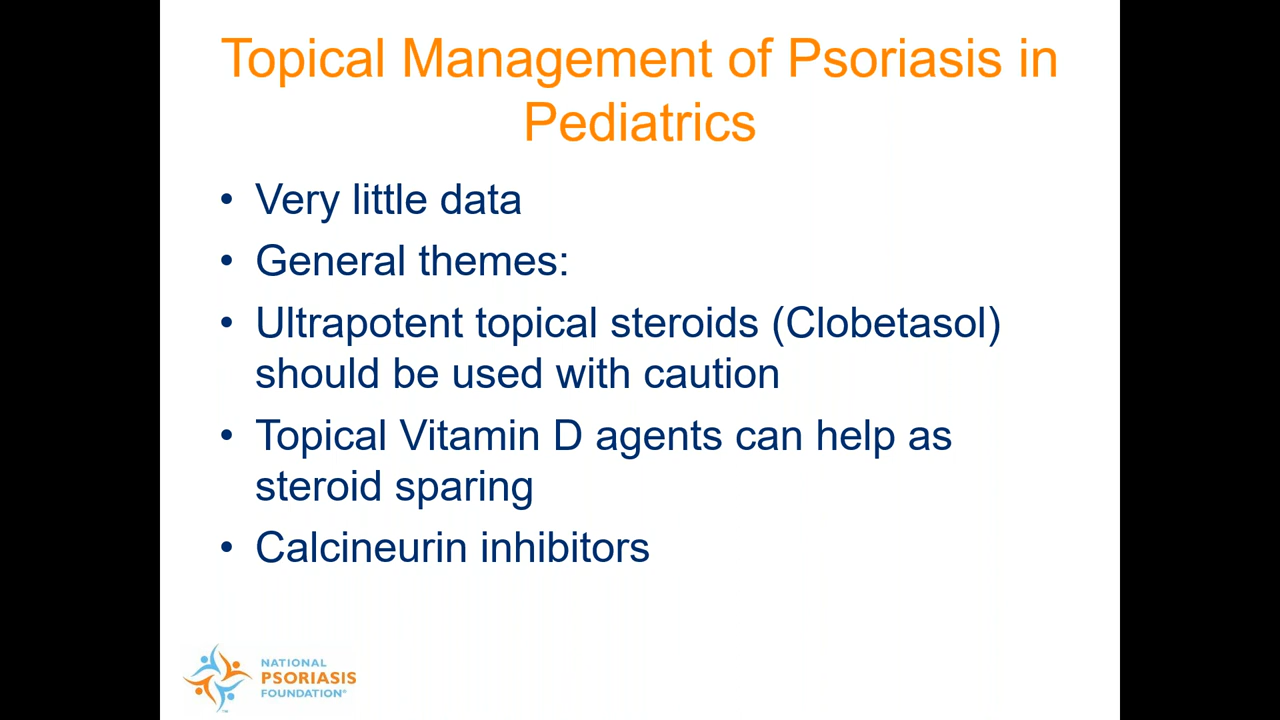 Topical Management of Psoriasis in
Pediatrics
• Very little data
• General themes:
• Ultrapotent topical steroids (Clobetasol)
should be used with caution
• Topical Vitamin D agents can help as
steroid sparing
• Calcineurin inhibitors
NATIONAL
PSORIASIS
FOUNDATION®
™